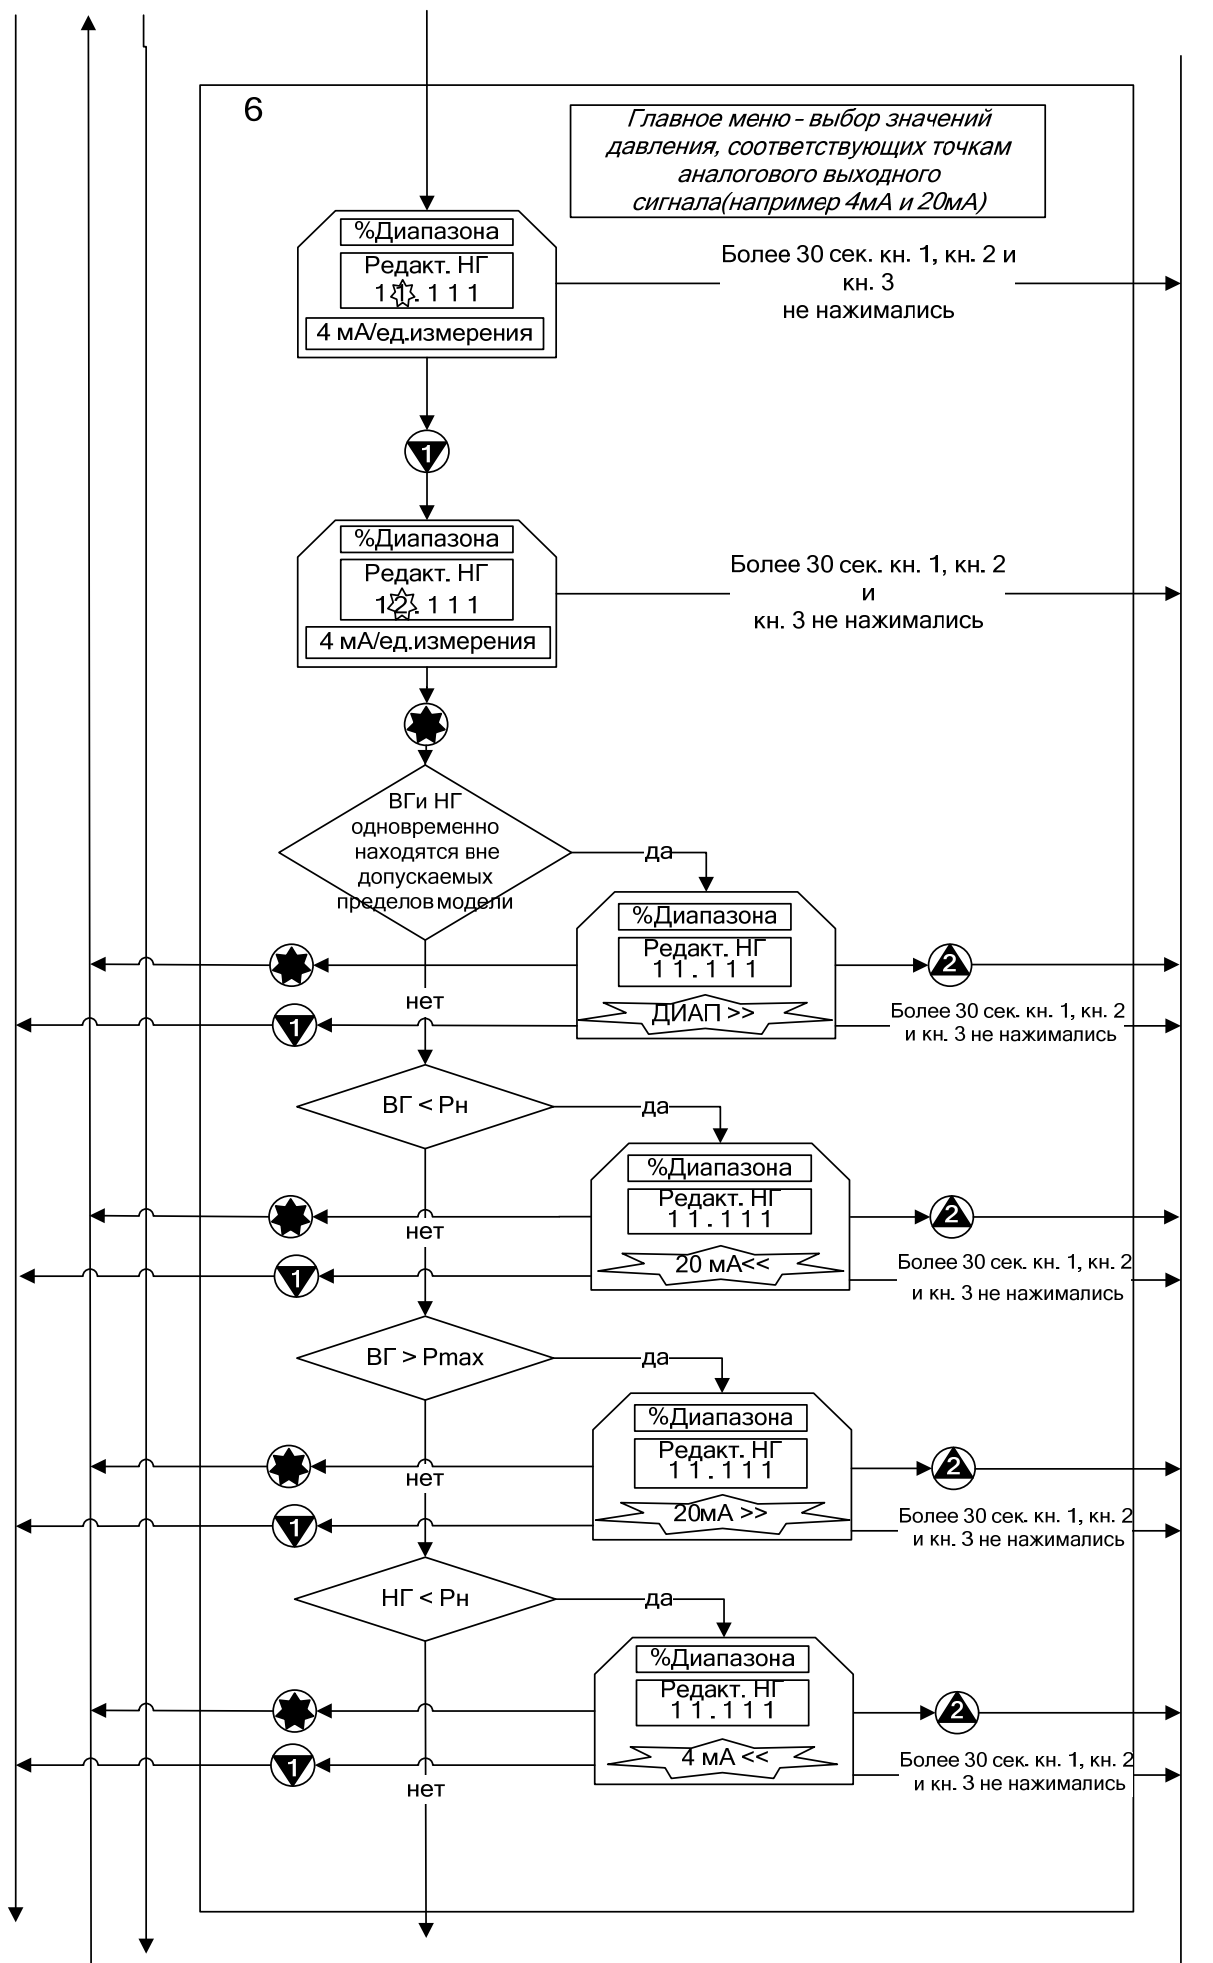 6
Главное меню - выбор значений
давления, соответствующих точкам
аналогового выходного
сигнала(например 4мА и 20мА)
%Диапазона
Редакт. НГ
11.111
4 мА/ед.измерения
Более 30 сек. кн. 1, кн. 2 и
кн. 3
не нажимались
1
%Диапазона
Редакт. НГ
12.111
4 мА/ед.измерения
Более 30 сек. кн. 1, кн. 2
и
кн. 3 не нажимались
ВГ и НГ
одновременно
находятся вне
допускаемых
пределов модели
да
%Диапазона
Редакт. НГ
11.111
ДИАП >>
2
нет
1
Более 30 сек. кн. 1, кн. 2
и кн. 3 не нажимались
ВГ < Рн
да
%Диапазона
Редакт. НГ
11.111
20 мА<<
2
нет
1
Более 30 сек. кн. 1, кн. 2
и кн. 3 не нажимались
ВГ > Pmax
да
%Диапазона
Редакт. НГ
11.111
20мА >>
2
нет
1
Более 30 сек. кн. 1, кн. 2
и кн. 3 не нажимались
НГ < Рн
да
%Диапазона
Редакт. НГ
11.111
4 мА <<
2
1
Более 30 сек. кн. 1, кн. 2
и кн. 3 не нажимались
нет